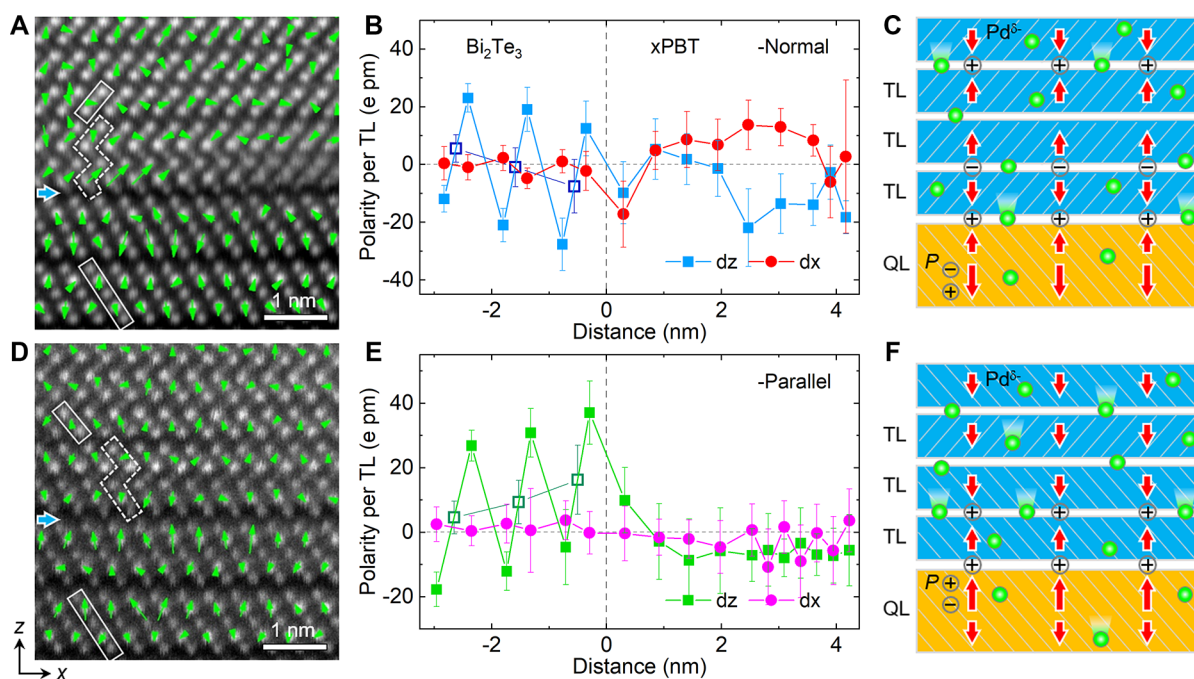 A
1 nm
B
Bi2Te3 xPBT -Normal
Polarity per TL (e pm)
40
20
0
-20
-40
dz dx
-2 0 2 4
Distance (nm)
C
Pdδ-
TL
TL
TL
QL
P
D
1 nm
z
x
E
-Parallel
Polarity per TL (e pm)
40
20
0
-20
dz dx
-2 0 2 4
Distance (nm)
F
Pdδ-
TL
TL
TL
QL
P